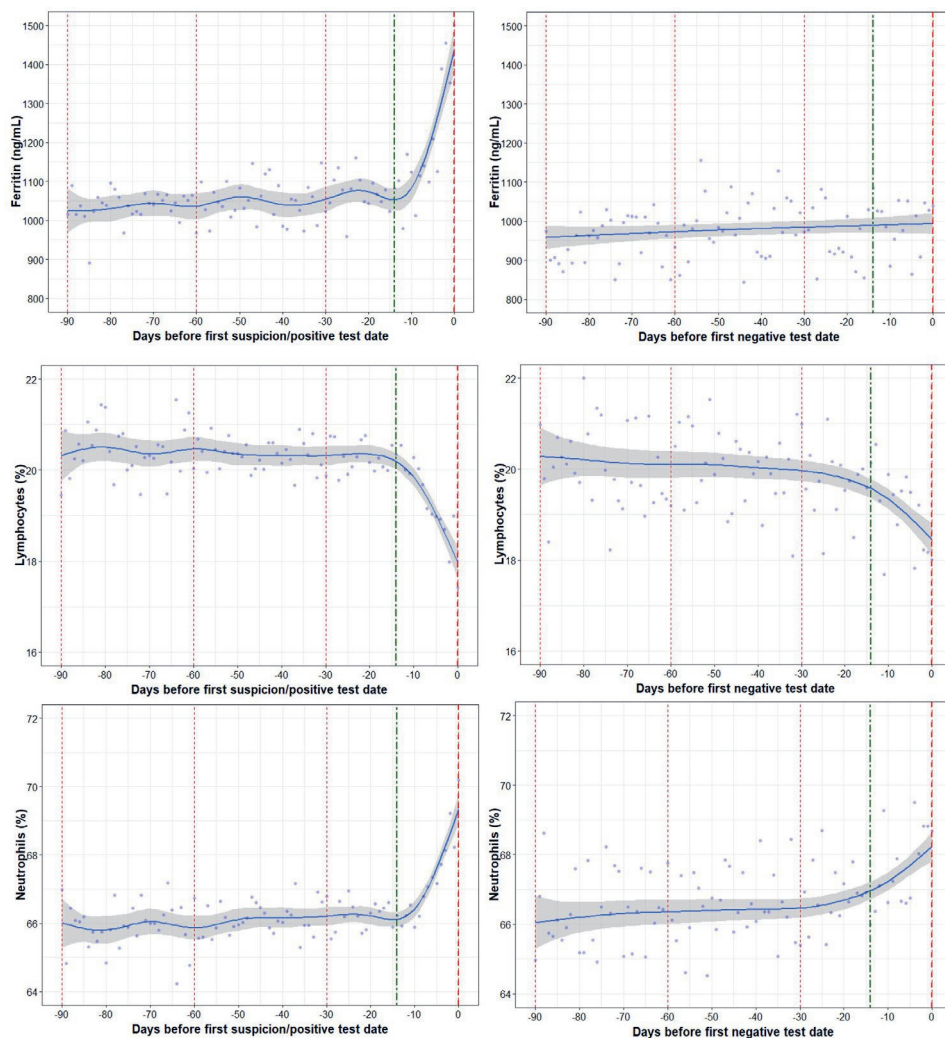 Ferritin (ng/mL)
1500
1400
1300
1200
1100
1000
900
800
-90 -80 -70 -60 -50 -40 -30 -20 -10 0
Days before first suspicion/positive test date
Ferritin (ng/mL)
1500
1400
1300
1200
1100
1000
900
800
-90 -80 -70 -60 -50 -40 -30 -20 -10 0
Days before first negative test date
Lymphocytes (%)
22
20
18
16
-90 -80 -70 -60 -50 -40 -30 -20 -10 0
Days before first suspicion/positive test date
Lymphocytes (%)
22
20
18
16
-90 -80 -70 -60 -50 -40 -30 -20 -10 0
Days before first negative test date
Neutrophils (%)
72
70
68
66
64
-90 -80 -70 -60 -50 -40 -30 -20 -10 0
Days before first suspicion/positive test date
Neutrophils (%)
72
70
68
66
64
-90 -80 -70 -60 -50 -40 -30 -20 -10 0
Days before first negative test date